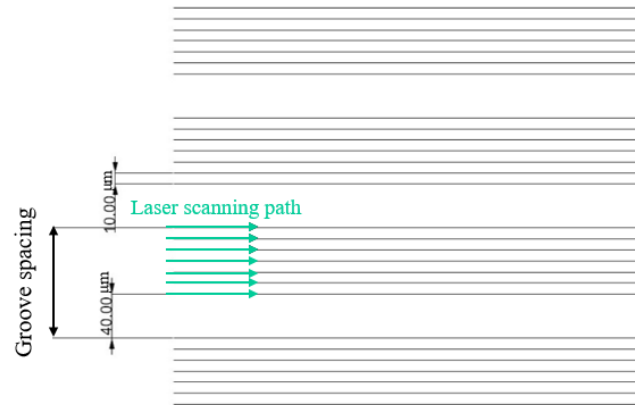 10.00 µm
Laser scanning path
Groove spacing
40.00 µm